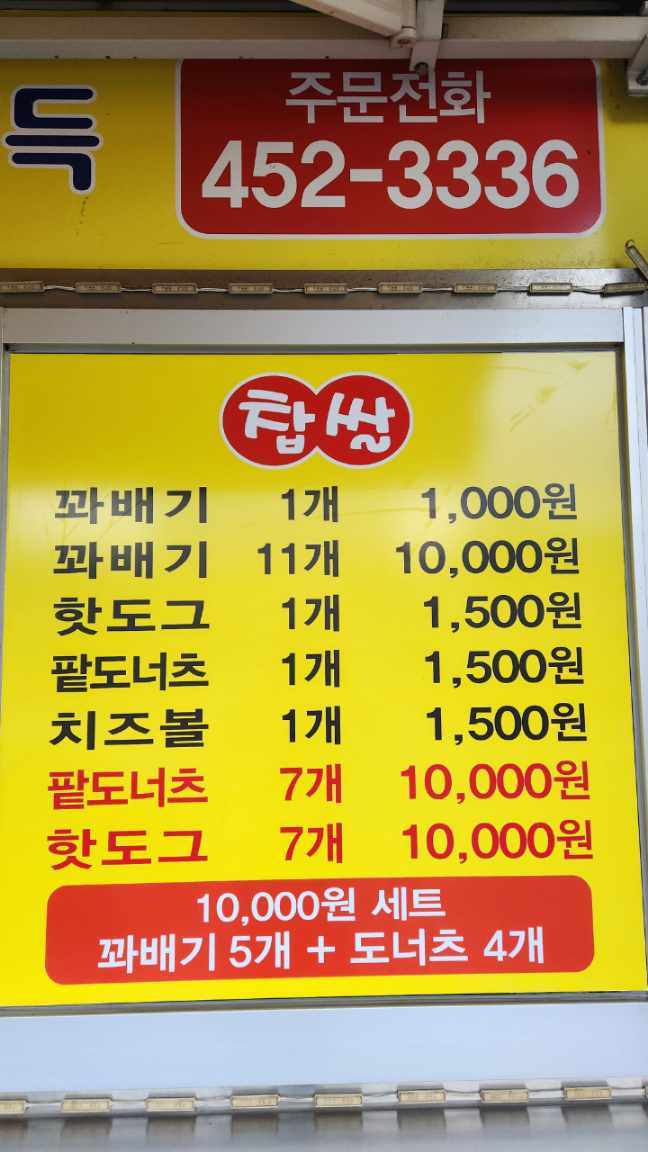 득
주문전화
452-3336
찹쌀
꽈배기 1개 1,000원
꽈배기 11개 10,000원
핫도그 1개 1,500원
팥도너츠 1개 1,500원
치즈볼 1개 1,500원
팥도너츠 7개 10,000원
핫도그 7개 10,000원
10,000원 세트
꽈배기 5개 + 도너츠 4개